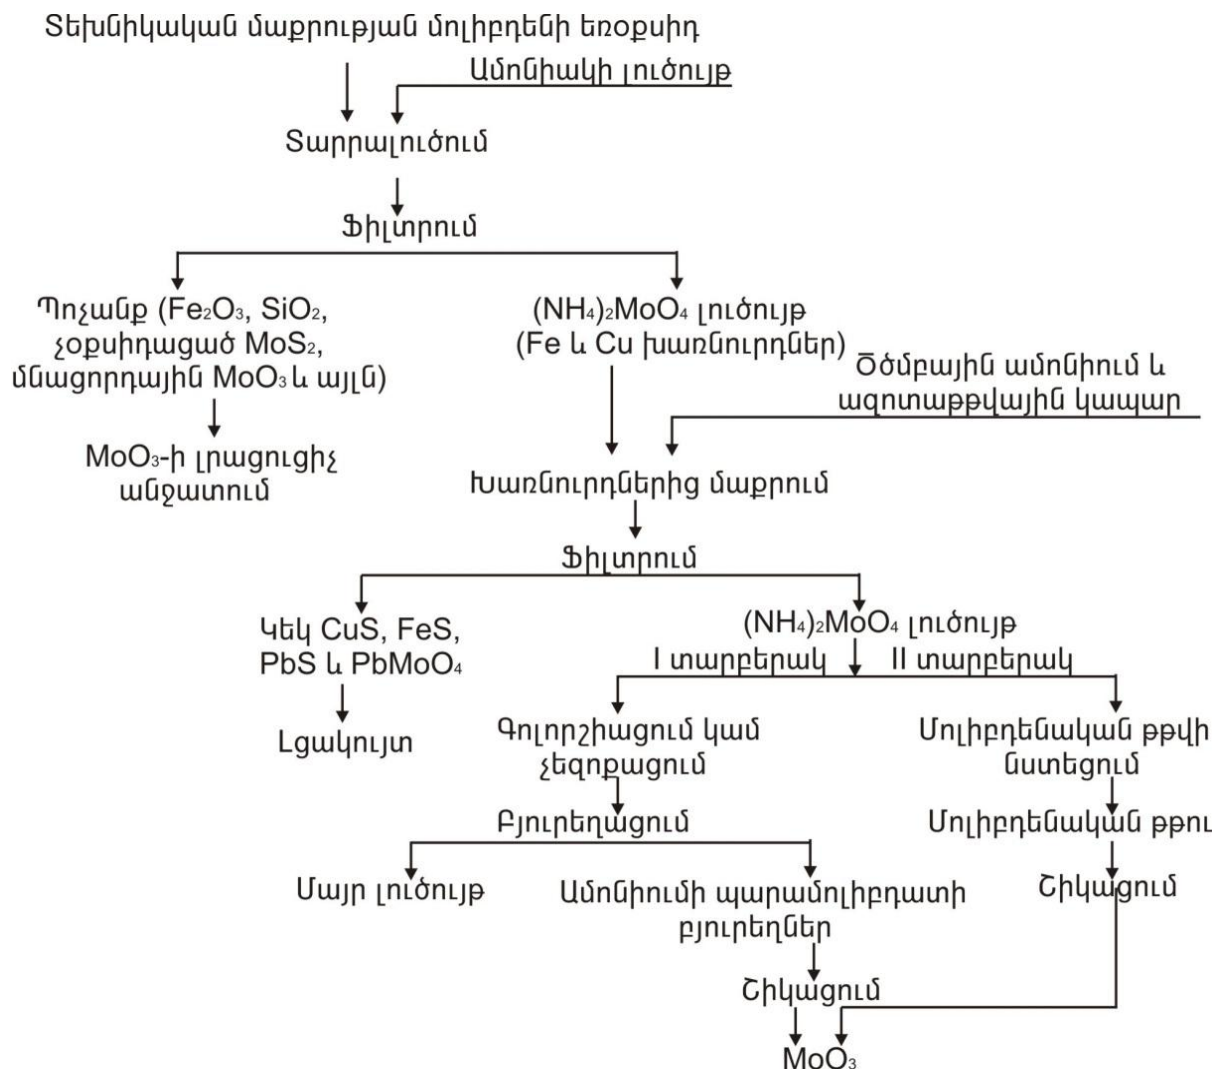 Տեխնիկական մաքրության մոլիբդենի եռօքսիդ
Ամոնիակի լուծույթ
Տարրալուծում
Ֆիլտրում
Պոչանք (Fe₂O₃, SiO₂,
չօքսիդացած MoS₂,
մնացորդային MoO₃ և այլն)
(NH₄)₂MoO₄ լուծույթ
(Fe և Cu խառնուրդներ)
Ծծմբային ամոնիում և
ազոտաթթվային կապար
MoO₃-ի լրացուցիչ
անջատում
Խառնուրդներից մաքրում
Ֆիլտրում
Կեկ CuS, FeS,
PbS և PbMoO₄
(NH₄)₂MoO₄ լուծույթ
I տարբերակ
II տարբերակ
Լցակույտ
Գոլորշիացում կամ
չեզոքացում
Մոլիբդենական թթվի
նստեցում
Բյուրեղացում
Մոլիբդենական թթու
Մայր լուծույթ
Ամոնիումի պարամոլիբդատի
բյուրեղներ
Շիկացում
Շիկացում
MoO₃